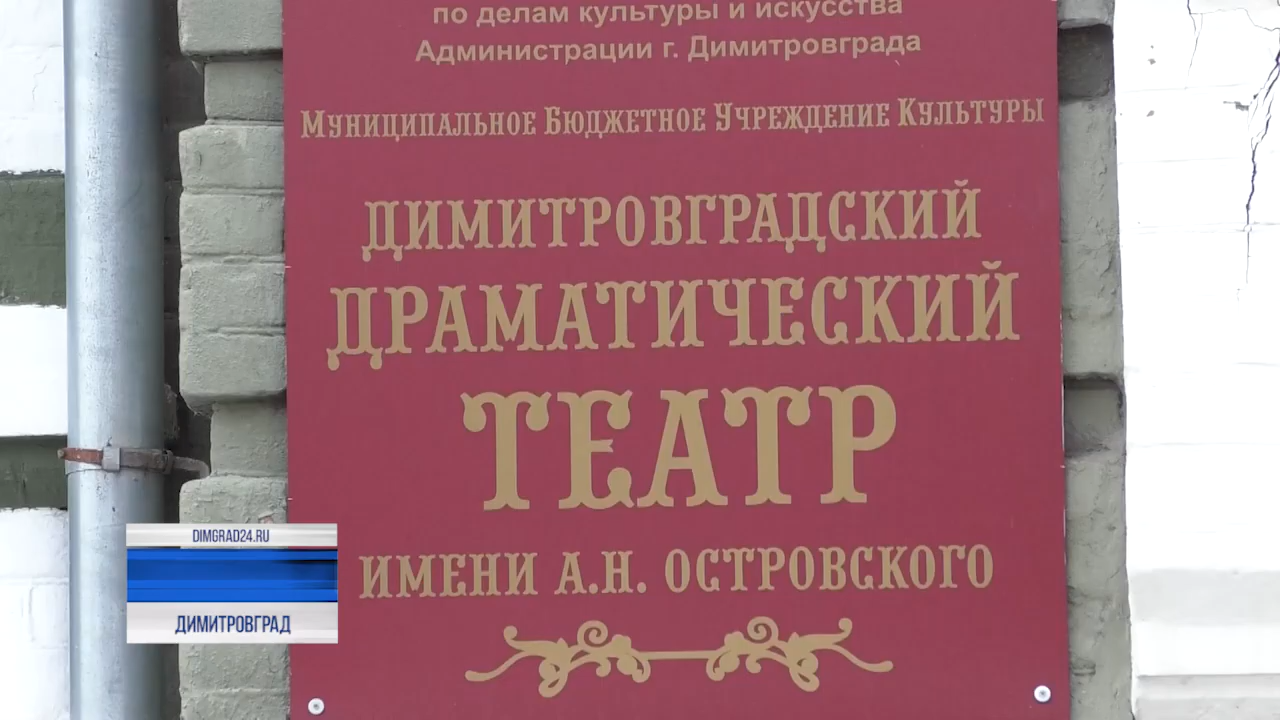 по делам культуры и искусства
Администрации г. Димитровграда
Муниципальное Бюджетное Учреждение Культуры
ДИМИТРОВГРАДСКИЙ
ДРАМАТИЧЕСКИЙ
ТЕАТР
ИМЕНИ А.Н. ОСТРОВСКОГО
DIMGRAD24.RU
ДИМИТРОВГРАД